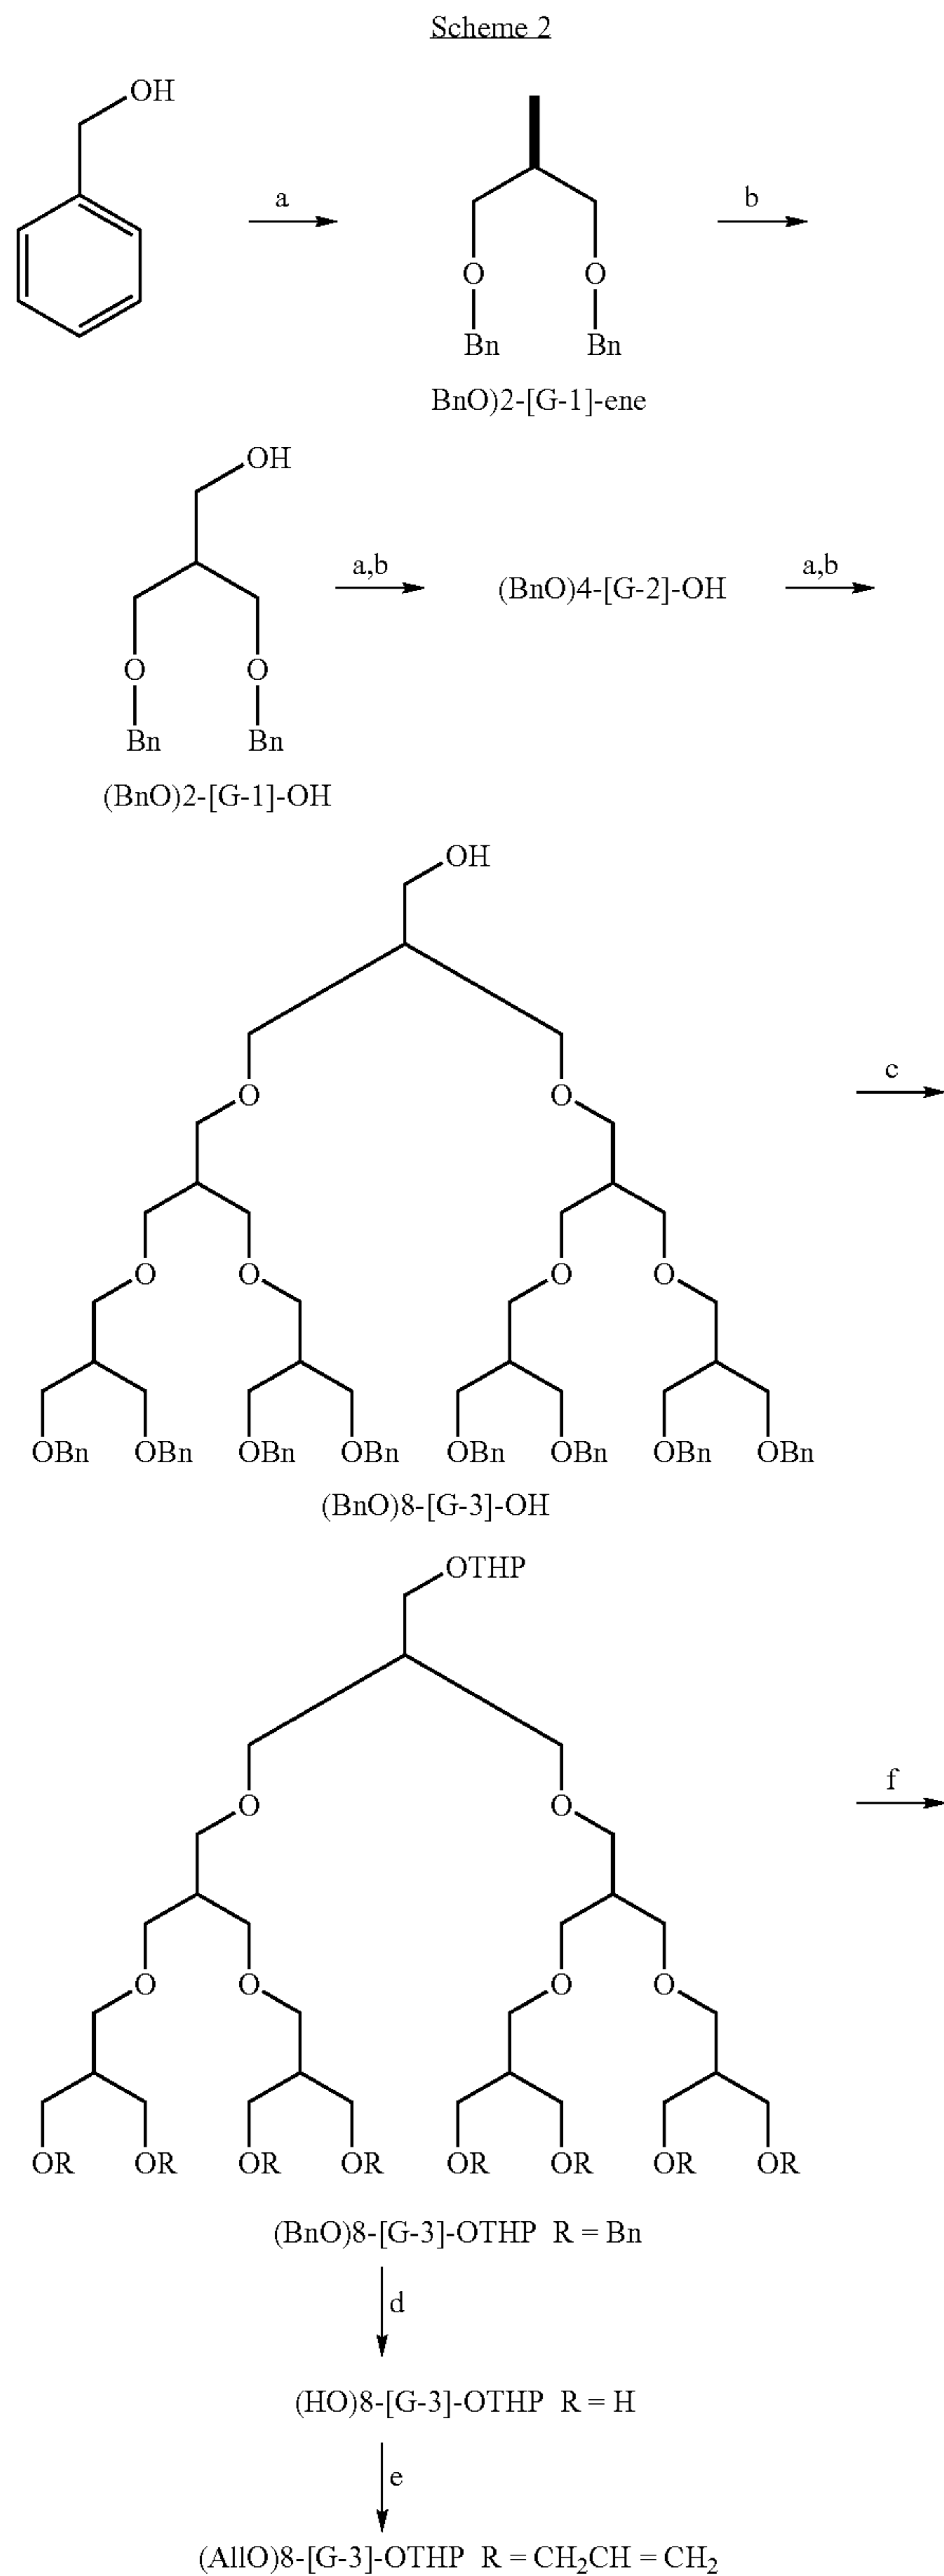 Scheme 2
OH
a
b
O O
Bn Bn
BnO)2-[G-1]-ene
OH
a,b
(BnO)4-[G-2]-OH
a,b
O O
Bn Bn
(BnO)2-[G-1]-OH
OH
O O
c
O O O O
OBn OBn OBn OBn OBn OBn OBn OBn
(BnO)8-[G-3]-OH
OTHP
O O
f
O O O O
OR OR OR OR OR OR OR OR
(BnO)8-[G-3]-OTHP R = Bn
d
(HO)8-[G-3]-OTHP R = H
e
(AllO)8-[G-3]-OTHP R = CH₂CH = CH₂